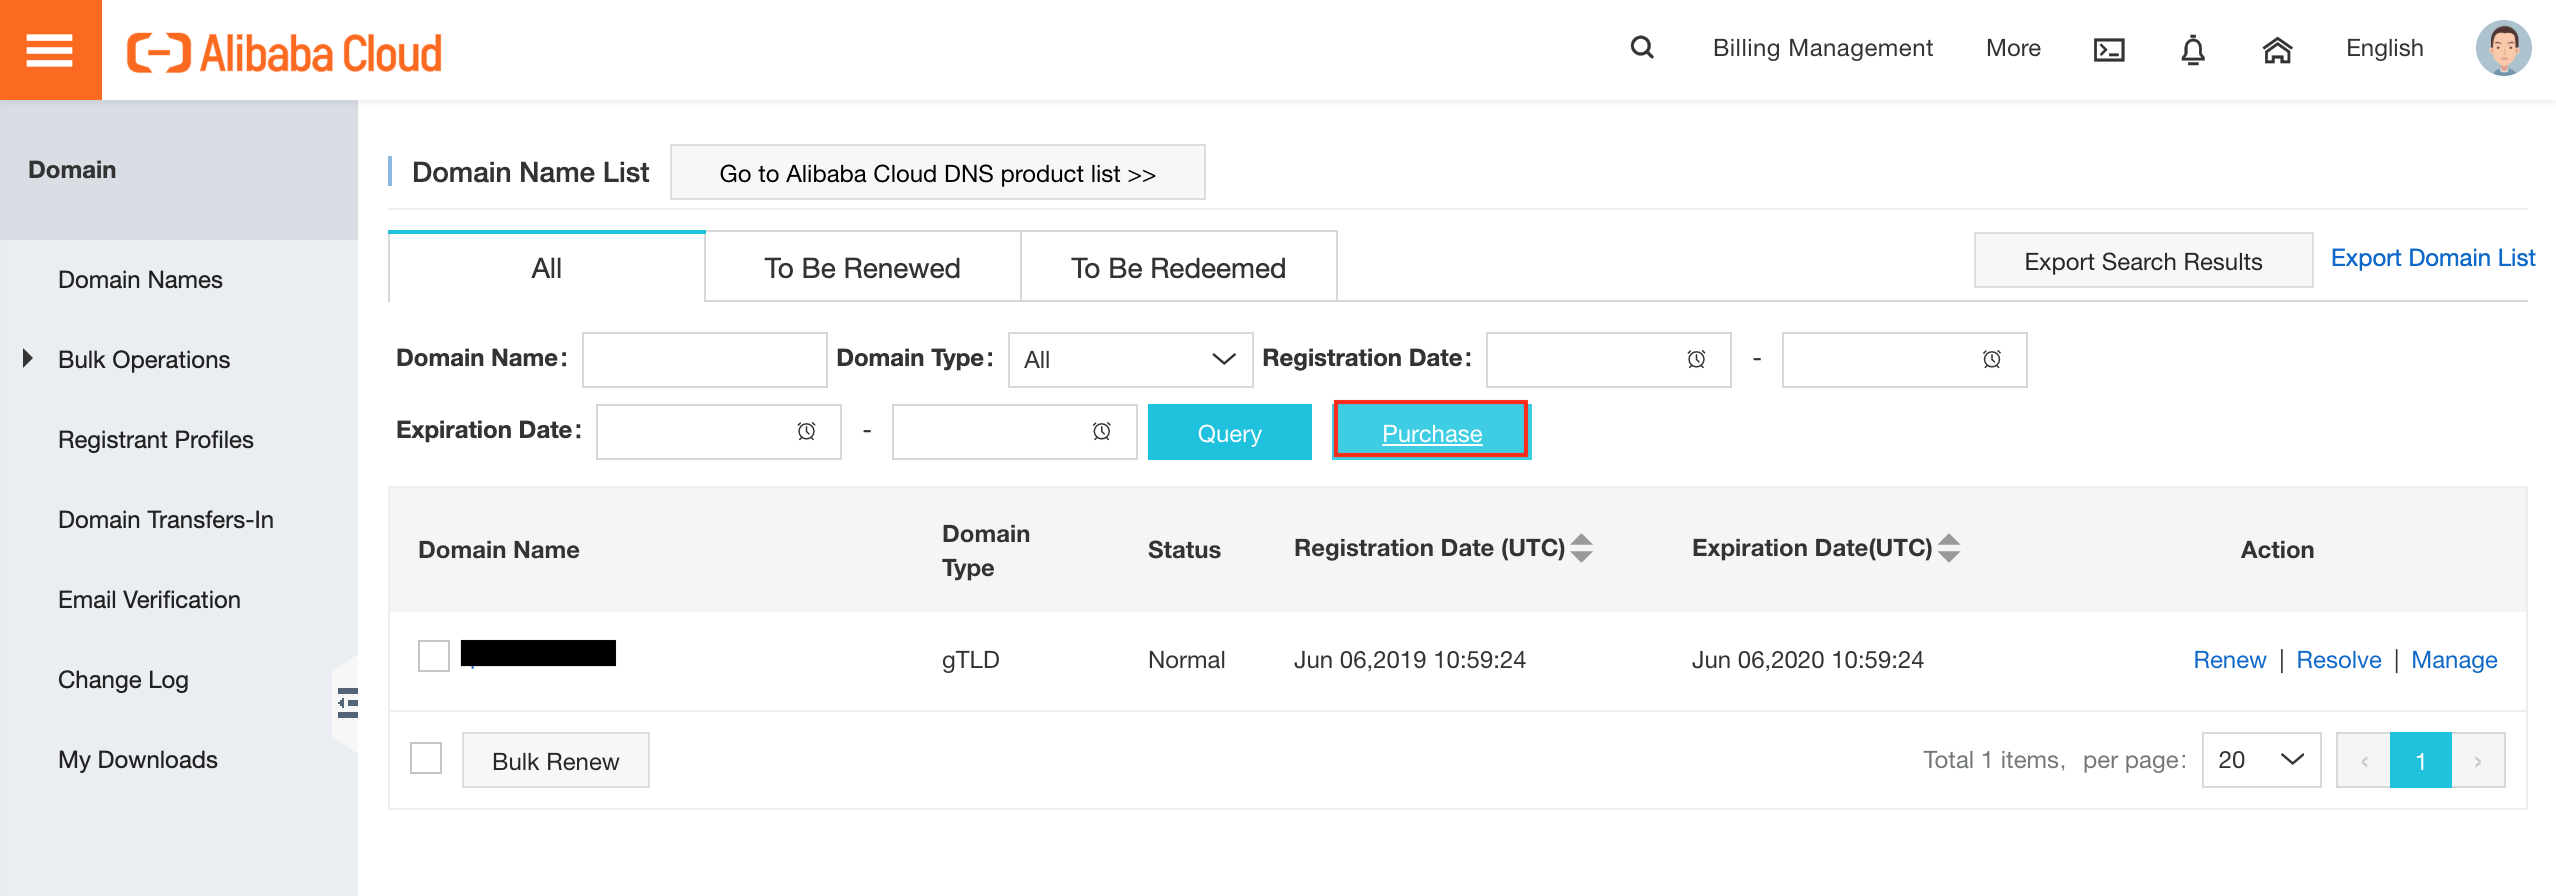 Alibaba Cloud
Billing Management
More
English
Domain
Domain Names
Bulk Operations
Registrant Profiles
Domain Transfers-In
Email Verification
Change Log
My Downloads
Domain Name List
Go to Alibaba Cloud DNS product list >>
All
To Be Renewed
To Be Redeemed
Export Search Results
Export Domain List
Domain Name:
Domain Type: All
Registration Date: -
Expiration Date: -
Query
Purchase
Domain Name
Domain
Type
Status
Registration Date (UTC)
Expiration Date(UTC)
Action
gTLD
Normal
Jun 06,2019 10:59:24
Jun 06,2020 10:59:24
Renew | Resolve | Manage
Bulk Renew
Total 1 items, per page: 20
‹ 1 ›